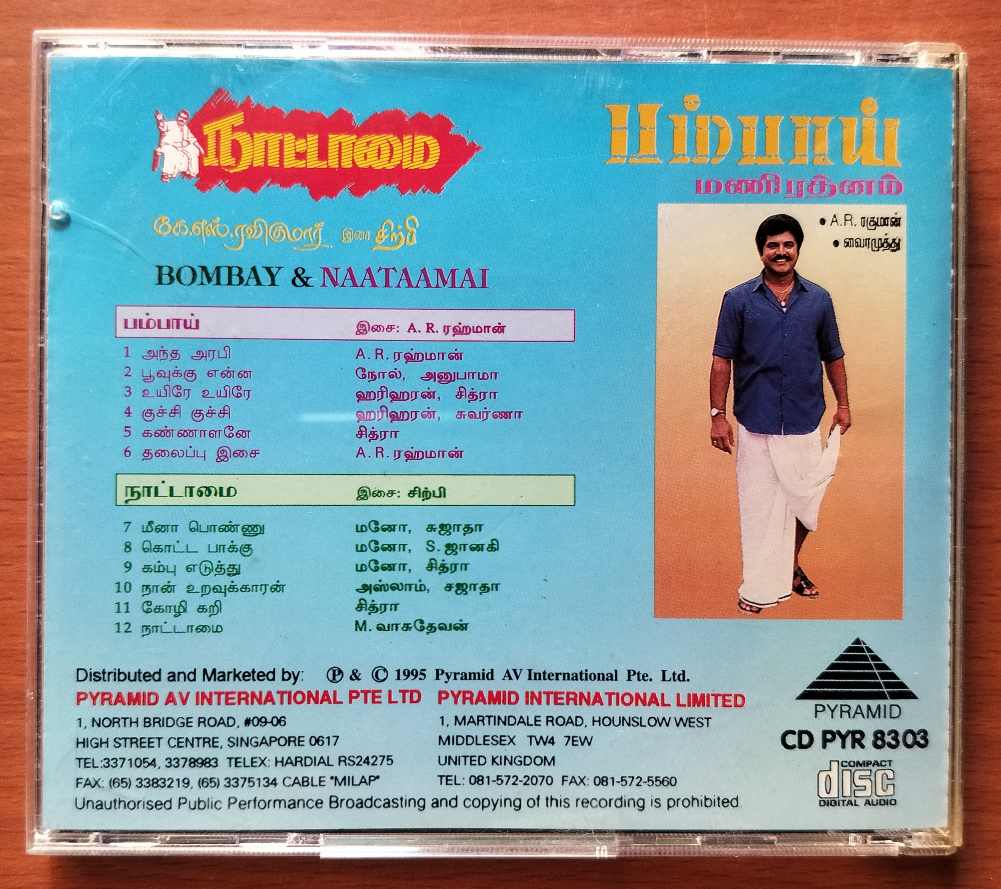 நாட்டாமை
கே.எஸ்.ரவிகுமார் இசை சிற்பி
BOMBAY & NAATAAMAI
பம்பாய்
மணிரத்னம்
• A.R. ரகுமான்
• வைரமுத்து
பம்பாய் இசை: A. R. ரஹ்மான்
1 அந்த அரபி A. R. ரஹ்மான்
2 பூவுக்கு என்ன நோல், அனுபாமா
3 உயிரே உயிரே ஹரிஹரன், சித்ரா
4 குச்சி குச்சி ஹரிஹரன், சுவர்ணா
5 கண்ணாளனே சித்ரா
6 தலைப்பு இசை A. R. ரஹ்மான்
நாட்டாமை இசை: சிற்பி
7 மீனா பொண்ணு மனோ, சுஜாதா
8 கொட்ட பாக்கு மனோ, S. ஜானகி
9 கம்பு எடுத்து மனோ, சித்ரா
10 நான் உறவுக்காரன் அஸ்லாம், சஜாதா
11 கோழி கறி சித்ரா
12 நாட்டாமை M. வாசுதேவன்
Distributed and Marketed by: ℗ & © 1995 Pyramid AV International Pte. Ltd.
PYRAMID AV INTERNATIONAL PTE LTD
1, NORTH BRIDGE ROAD, #09-06
HIGH STREET CENTRE, SINGAPORE 0617
TEL:3371054, 3378983 TELEX: HARDIAL RS24275
FAX: (65) 3383219, (65) 3375134 CABLE "MILAP"
PYRAMID INTERNATIONAL LIMITED
1, MARTINDALE ROAD, HOUNSLOW WEST
MIDDLESEX TW4 7EW
UNITED KINGDOM
TEL: 081-572-2070 FAX: 081-572-5560
Unauthorised Public Performance Broadcasting and copying of this recording is prohibited
PYRAMID
CD PYR 8303
COMPACT
disc
DIGITAL AUDIO